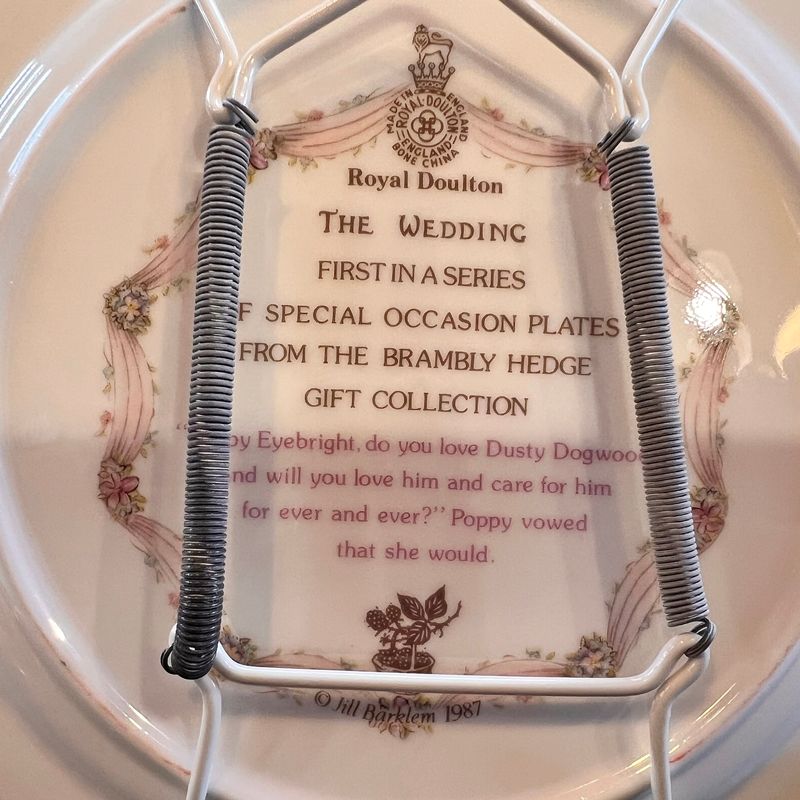 MADE IN ENGLAND
ROYAL·DOULTON
ENGLAND
BONE CHINA
Royal Doulton
THE WEDDING
FIRST IN A SERIES
F SPECIAL OCCASION PLATES
FROM THE BRAMBLY HEDGE
GIFT COLLECTION
“ py Eyebright, do you love Dusty Dogwoo
nd will you love him and care for him
for ever and ever?” Poppy vowed
that she would.
© Jill Barklem 1987